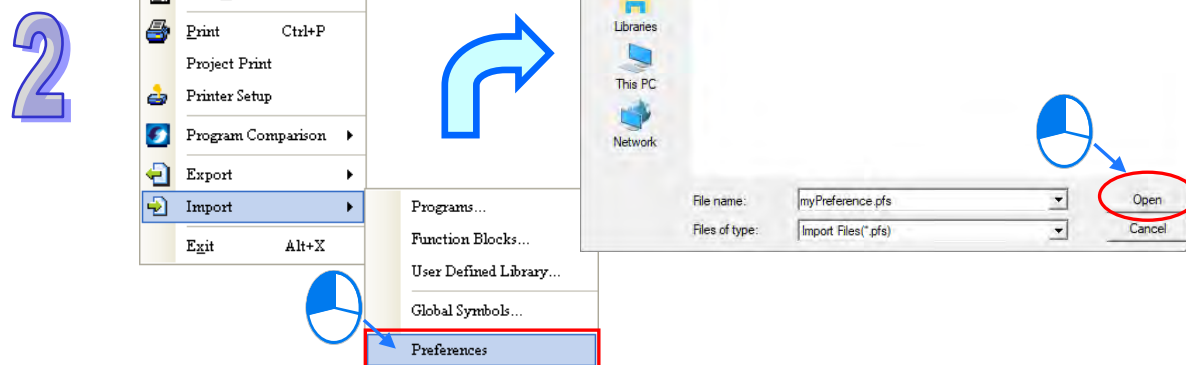 2
Print Ctrl+P
Project Print
Printer Setup
Program Comparison
Export
Import
Exit Alt+X
Programs...
Function Blocks...
User Defined Library...
Global Symbols...
Preferences
Libraries
This PC
Network
File name: myPreference.pfs Open
Files of type: Import Files(*.pfs) Cancel